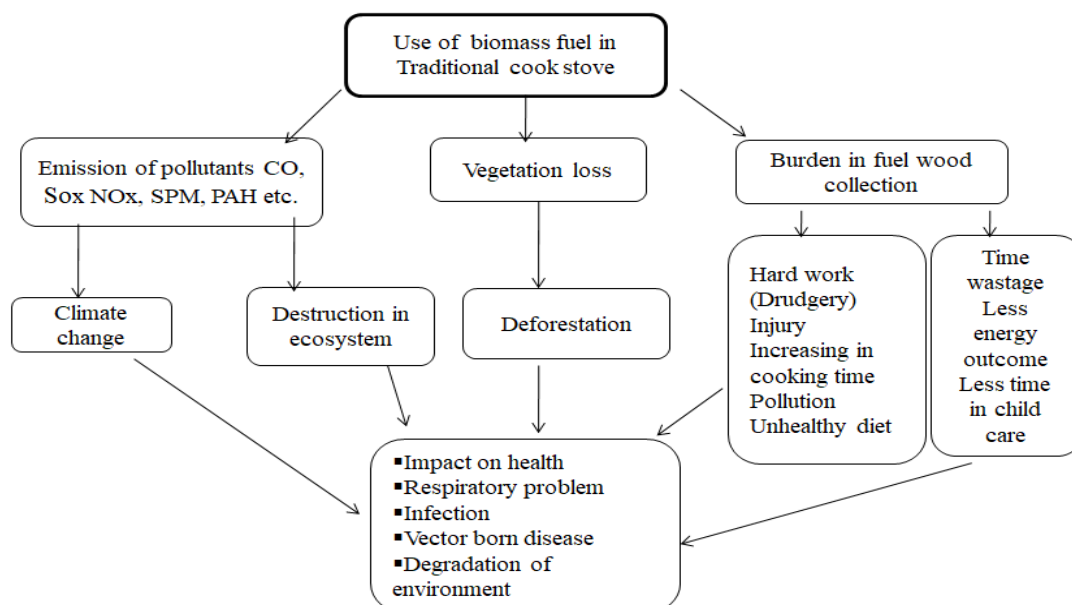 Use of biomass fuel in
Traditional cook stove
Emission of pollutants CO,
Sox NOx, SPM, PAH etc.
Vegetation loss
Burden in fuel wood
collection
Climate
change
Destruction in
ecosystem
Deforestation
Hard work
(Drudgery)
Injury
Increasing in
cooking time
Pollution
Unhealthy diet
Time
wastage
Less
energy
outcome
Less time
in child
care
▪Impact on health
▪Respiratory problem
▪Infection
▪Vector born disease
▪Degradation of
environment